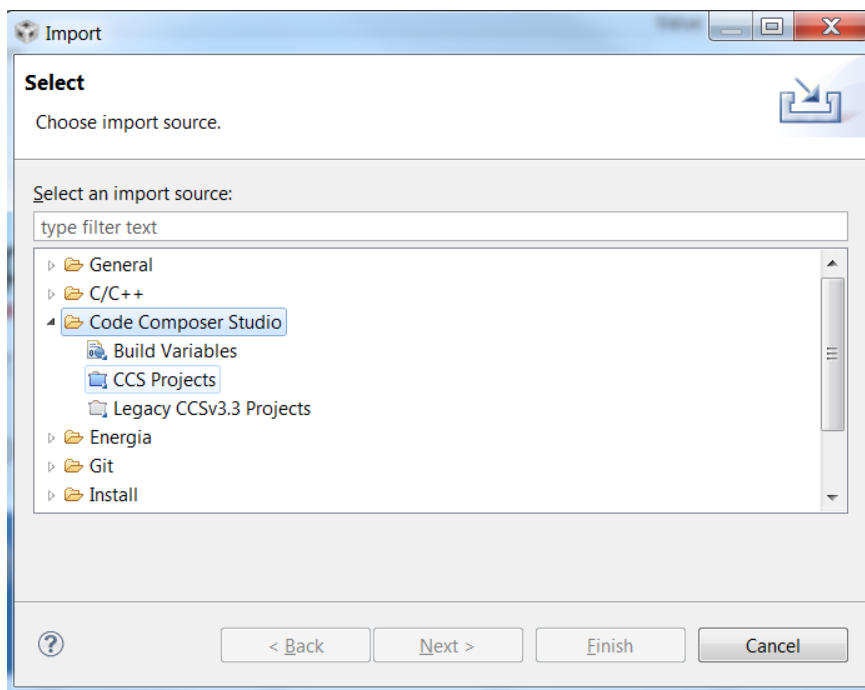 Import
Select
Choose import source.
Select an import source:
type filter text
General
C/C++
Code Composer Studio
Build Variables
CCS Projects
Legacy CCSv3.3 Projects
Energia
Git
Install
? < Back Next > Finish Cancel